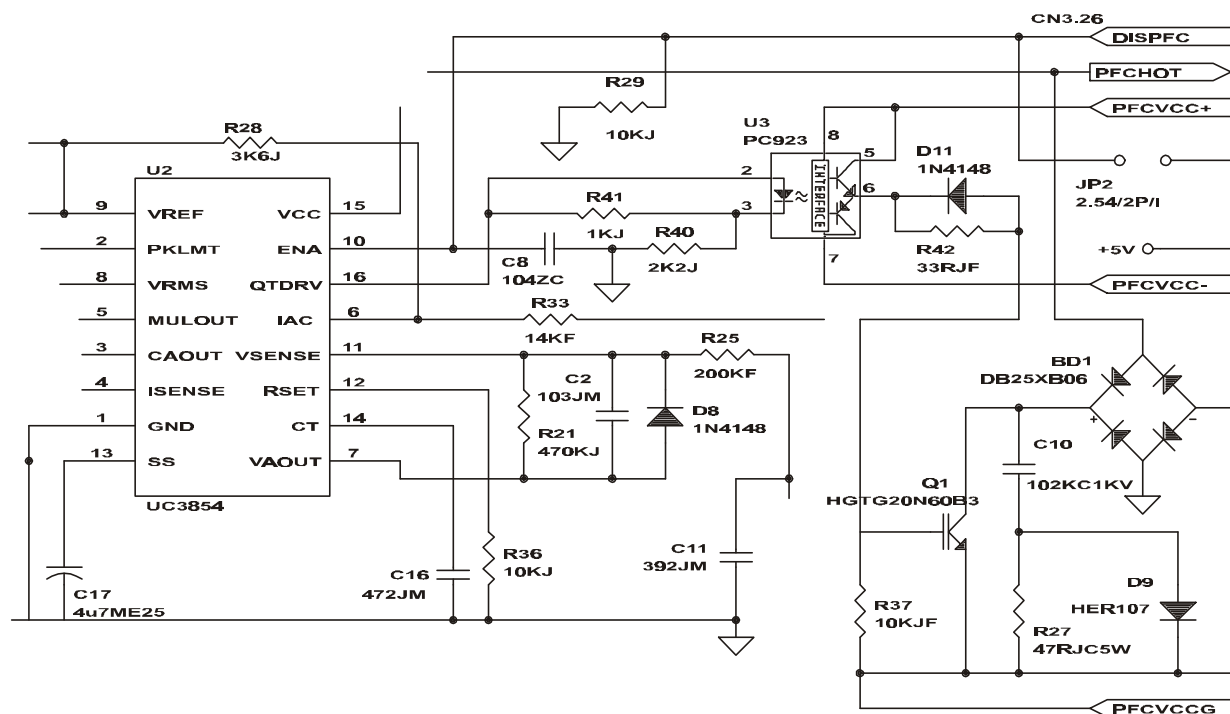 CN3.26
DISPFC
PFCHOT
R29
10KJ
PFCVCC+
U3
PC923
8
5
D11
1N4148
R28
3K6J
U2
2
INTERFACE
6
JP2
2.54/2P/I
9
VREF
VCC
15
R41
1KJ
3
2
PKLMT
ENA
10
R40
2K2J
R42
33RJF
+5V
C8
104ZC
7
8
VRMS
QTDRV
16
PFCVCC-
5
MULOUT
IAC
6
R33
14KF
3
CAOUT
VSENSE
11
R25
200KF
BD1
DB25XB06
4
ISENSE
RSET
12
C2
103JM
D8
1N4148
+
-
1
GND
CT
14
R21
470KJ
C10
102KC1KV
13
SS
VAOUT
7
UC3854
Q1
HGTG20N60B3
R36
10KJ
C11
392JM
C17
4u7ME25
C16
472JM
R37
10KJF
D9
HER107
R27
47RJC5W
PFCVCCG